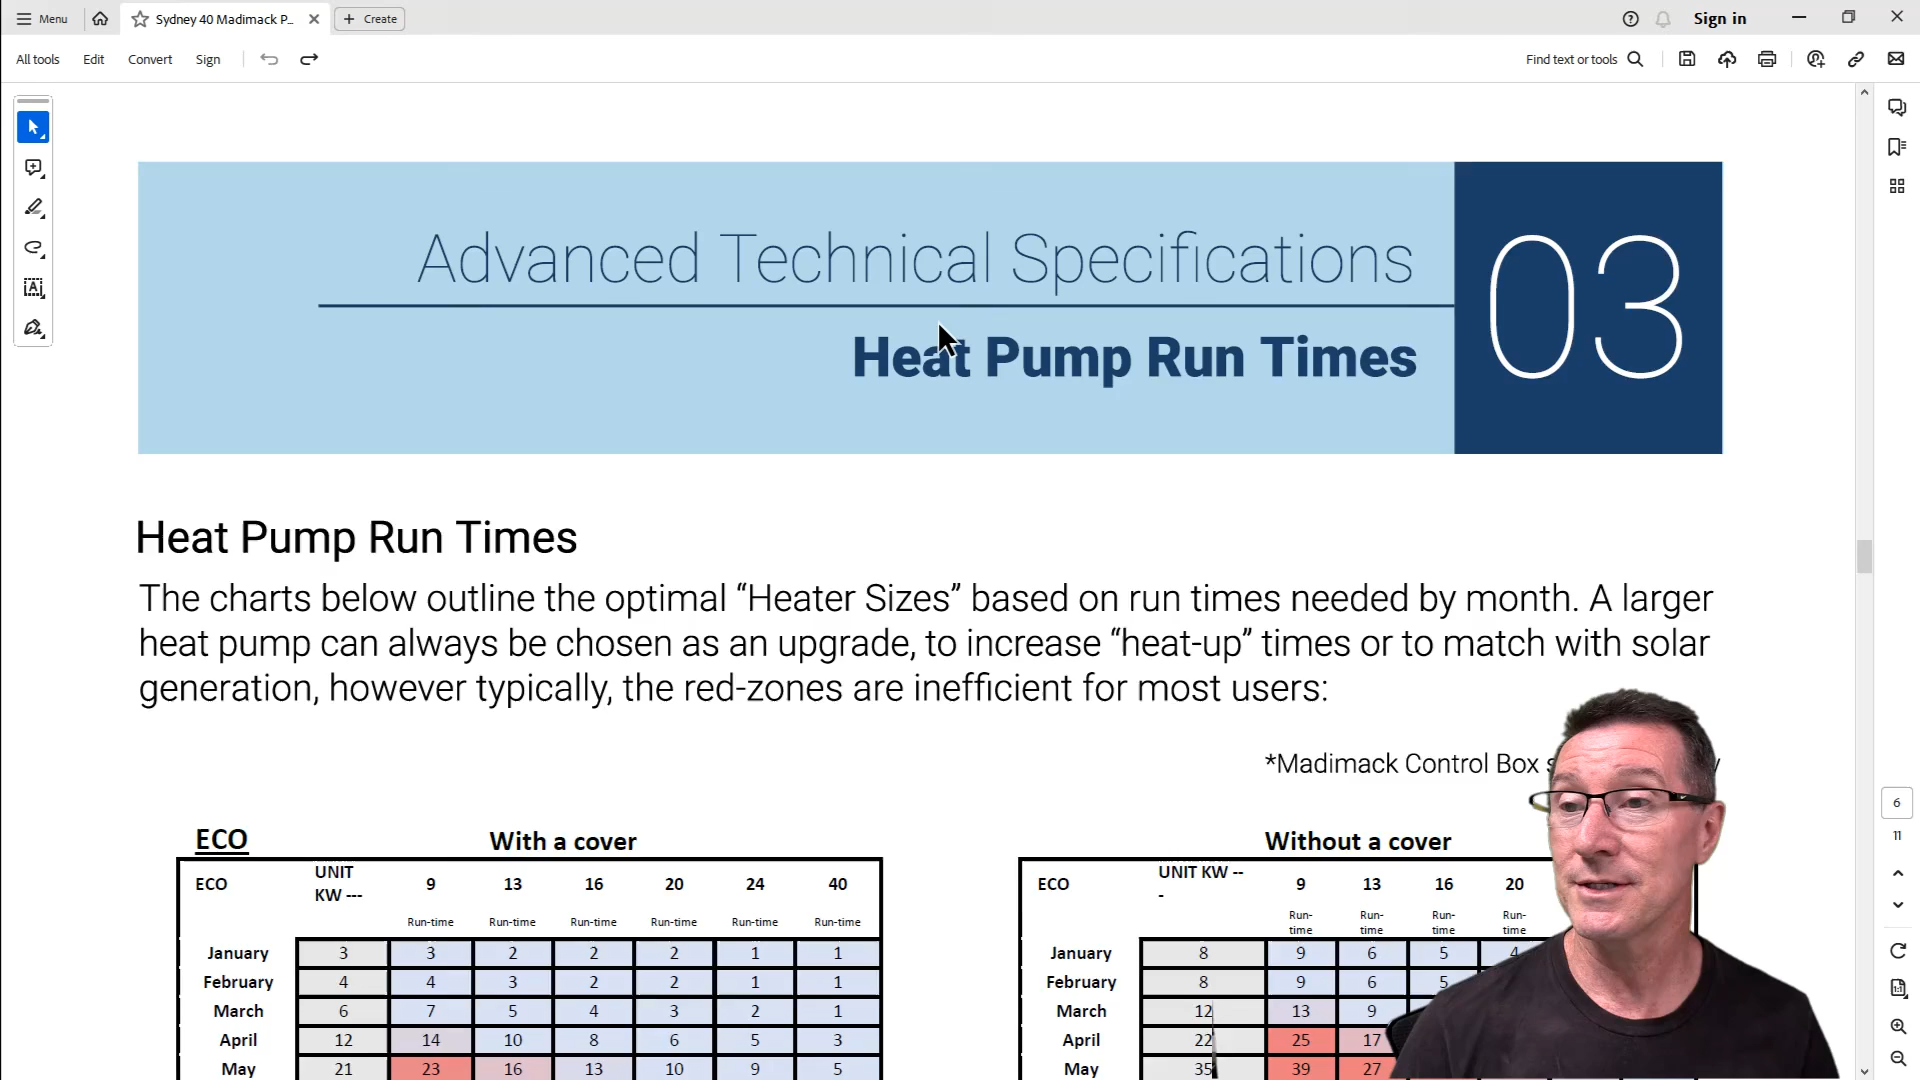 Menu
Sydney 40 Madimack P...
Create
Sign in
All tools
Edit
Convert
Sign
Find text or tools
Advanced Technical Specifications
Heat Pump Run Times
03
Heat Pump Run Times
The charts below outline the optimal “Heater Sizes” based on run times needed by month. A larger
heat pump can always be chosen as an upgrade, to increase “heat-up” times or to match with solar
generation, however typically, the red-zones are inefficient for most users:
*Madimack Control Box
6
11
ECO
With a cover
ECO UNIT KW --- 9 13 16 20 24 40
Run-time Run-time Run-time Run-time Run-time Run-time
January 3 3 2 2 2 1 1
February 4 4 3 2 2 1 1
March 6 7 5 4 3 2 1
April 12 14 10 8 6 5 3
May 21 23 16 13 10 9 5
Without a cover
ECO UNIT KW --- 9 13 16 20
Run-time Run-time Run-time Run-time
January 8 9 6 5 4
February 8 9 6 5
March 12 13 9
April 22 25 17
May 35 39 27